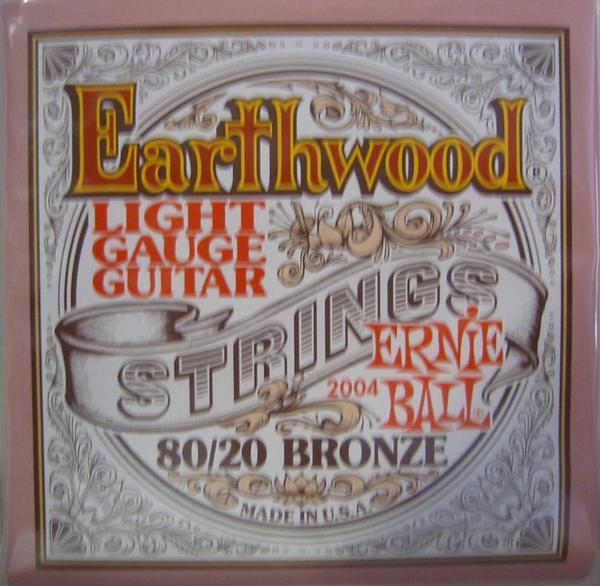 Earthwood
®
LIGHT
GAUGE
GUITAR
STRINGS
ERNIE
2004 BALL ®
80/20 BRONZE
MADE IN U.S.A.